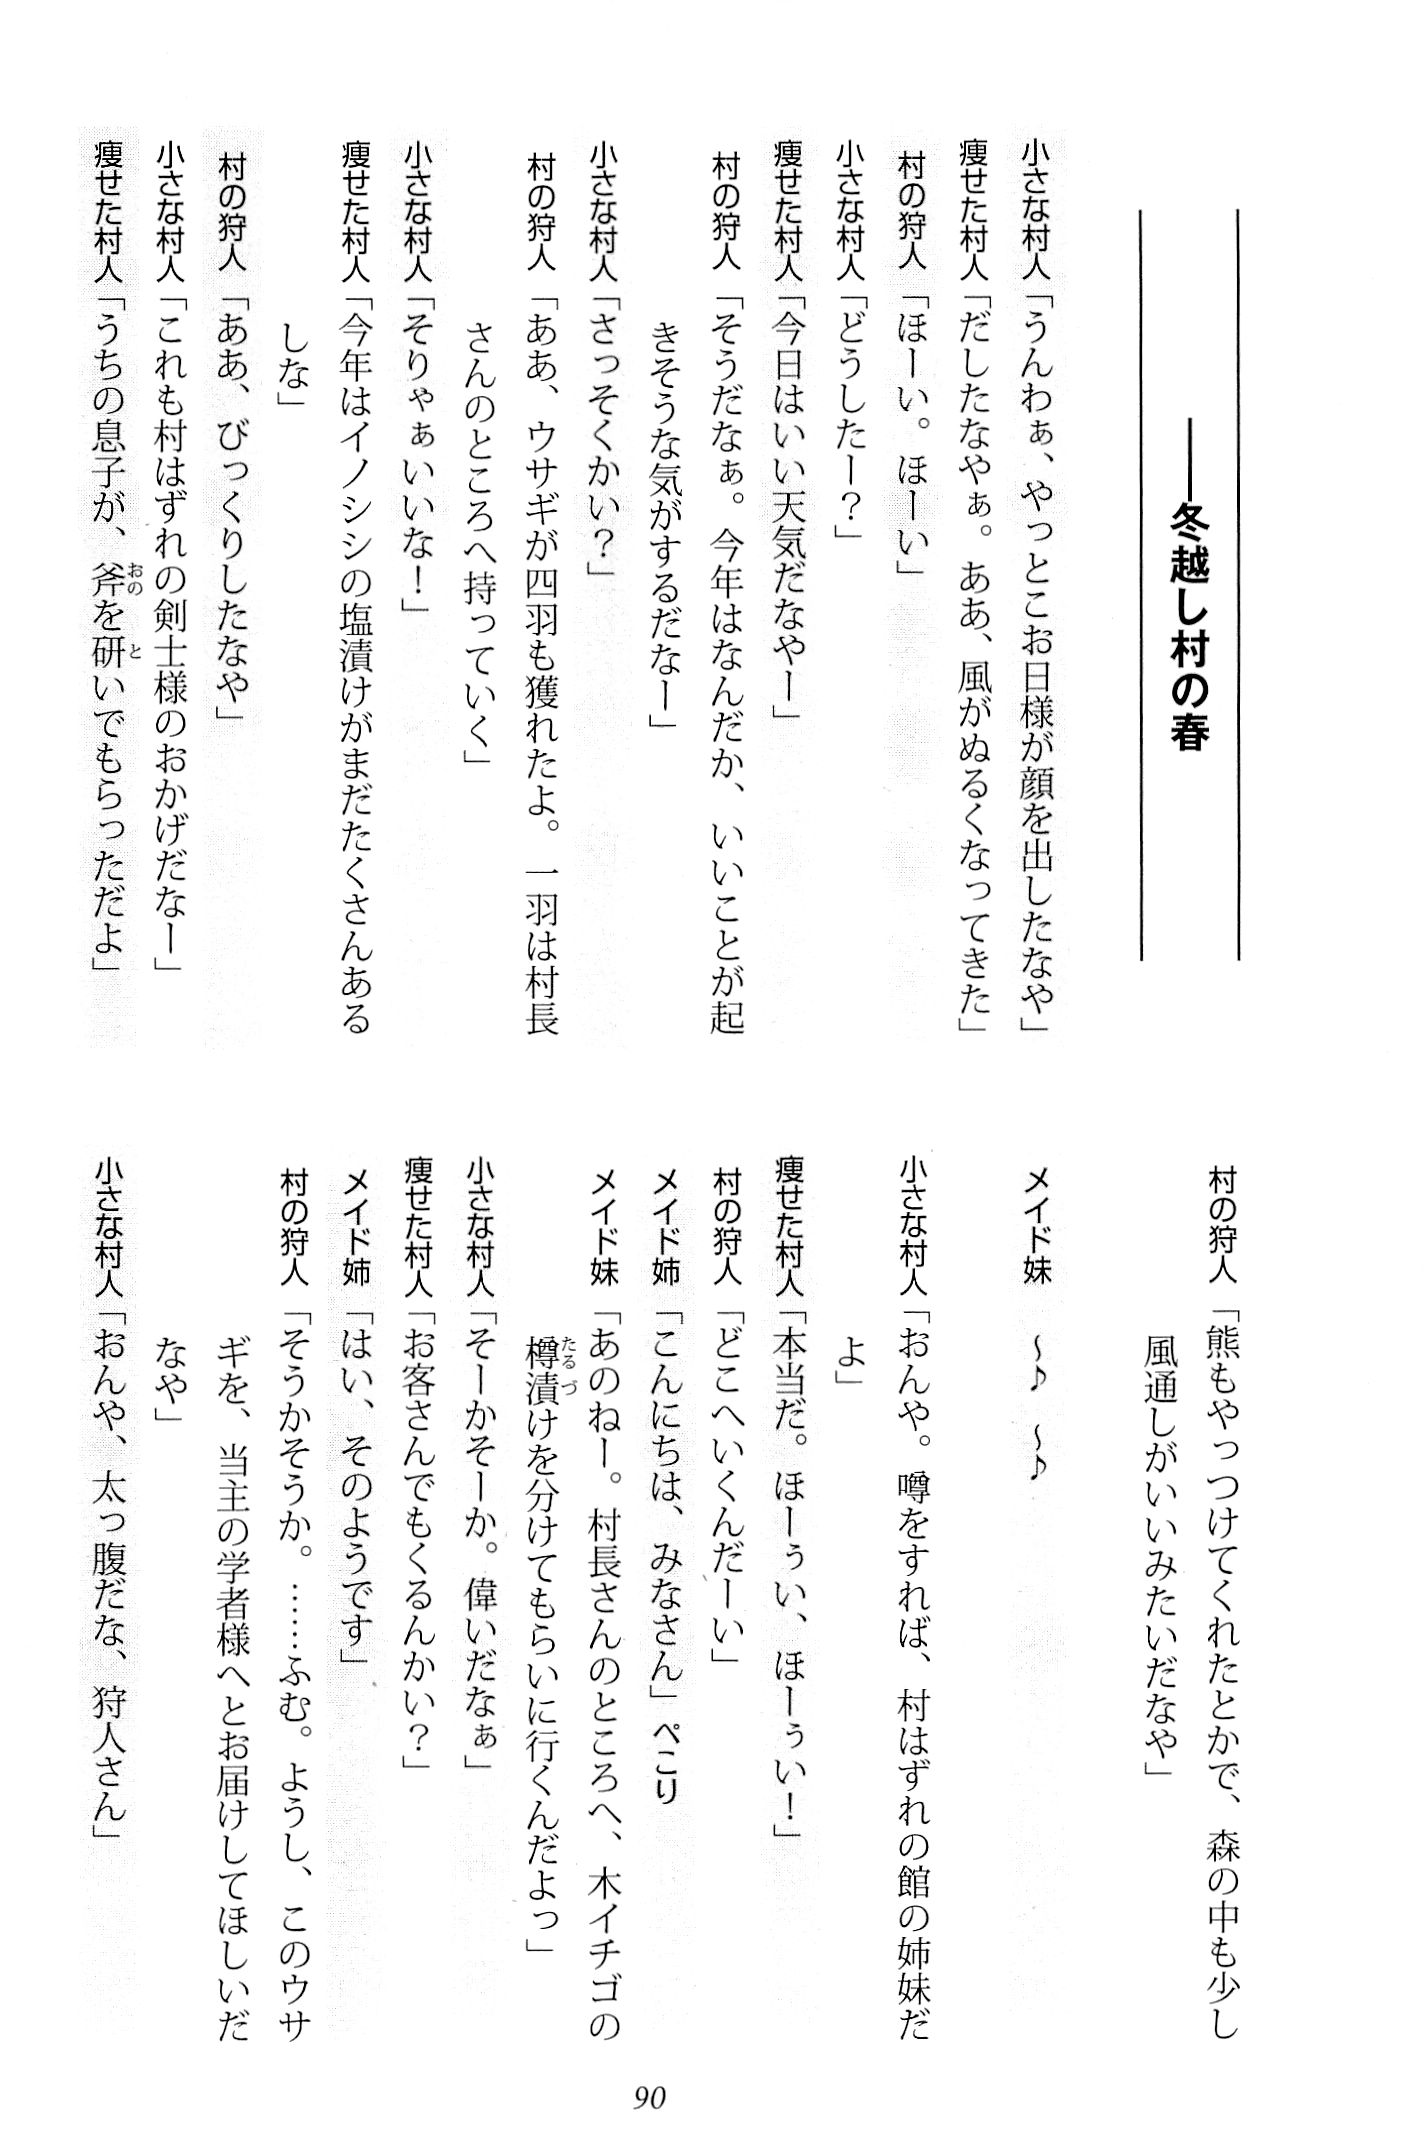 ――冬越し村の春
小さな村人「うんわぁ、やっとこお日様が顔を出したなや」
痩せた村人「だしたなやぁ。ああ、風がぬるくなってきた」
村の狩人「ほーい。ほーい」
小さな村人「どうしたー？」
痩せた村人「今日はいい天気だなやー」
村の狩人「そうだなぁ。今年はなんだか、いいことが起
きそうな気がするだなー」
小さな村人「さっそくかい？」
村の狩人「ああ、ウサギが四羽も獲れたよ。一羽は村長
さんのところへ持っていく」
小さな村人「そりゃぁいいな！」
痩せた村人「今年はイノシシの塩漬けがまだたくさんある
しな」
村の狩人「ああ、びっくりしたなや」
小さな村人「これも村はずれの剣士様のおかげだなー」
痩せた村人「うちの息子が、斧おのを研といでもらっただよ」
村の狩人「熊もやっつけてくれたとかで、森の中も少し
風通しがいいみたいだなや」
メイド妹　～♪　～♪
小さな村人「おんや。噂をすれば、村はずれの館の姉妹だ
よ」
痩せた村人「本当だ。ほーぅい、ほーぅい！」
村の狩人「どこへいくんだーい」
メイド姉「こんにちは、みなさん」ぺこり
メイド妹「あのねー。村長さんのところへ、木イチゴの
樽漬たるづけを分けてもらいに行くんだよっ」
小さな村人「そーかそーか。偉いだなぁ」
痩せた村人「お客さんでもくるんかい？」
メイド姉「はい、そのようです」
村の狩人「そうかそうか。……ふむ。ようし、このウサ
ギを、当主の学者様へとお届けしてほしいだ
なや」
小さな村人「おんや、太っ腹だな、狩人さん」
90